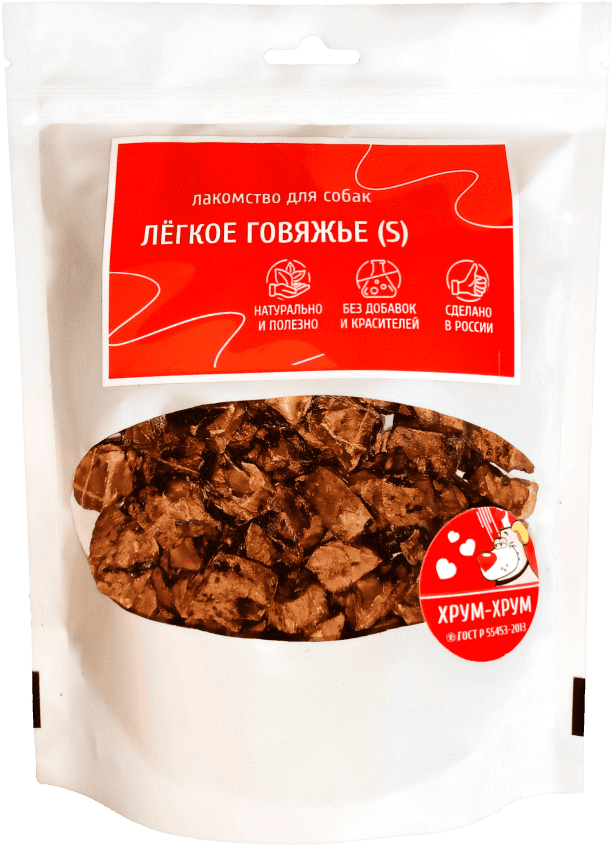 лакомство для собак
ЛЁГКОЕ ГОВЯЖЬЕ (S)
НАТУРАЛЬНО
И ПОЛЕЗНО
БЕЗ ДОБАВОК
И КРАСИТЕЛЕЙ
СДЕЛАНО
В РОССИИ
ХРУМ-ХРУМ
ГОСТ Р 55453-2013